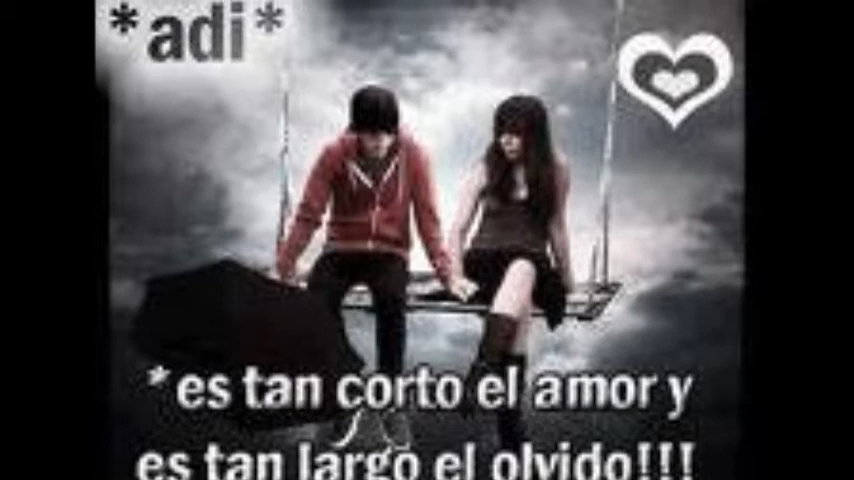 *adi*
*es tan corto el amor y
es tan largo el olvido!!!